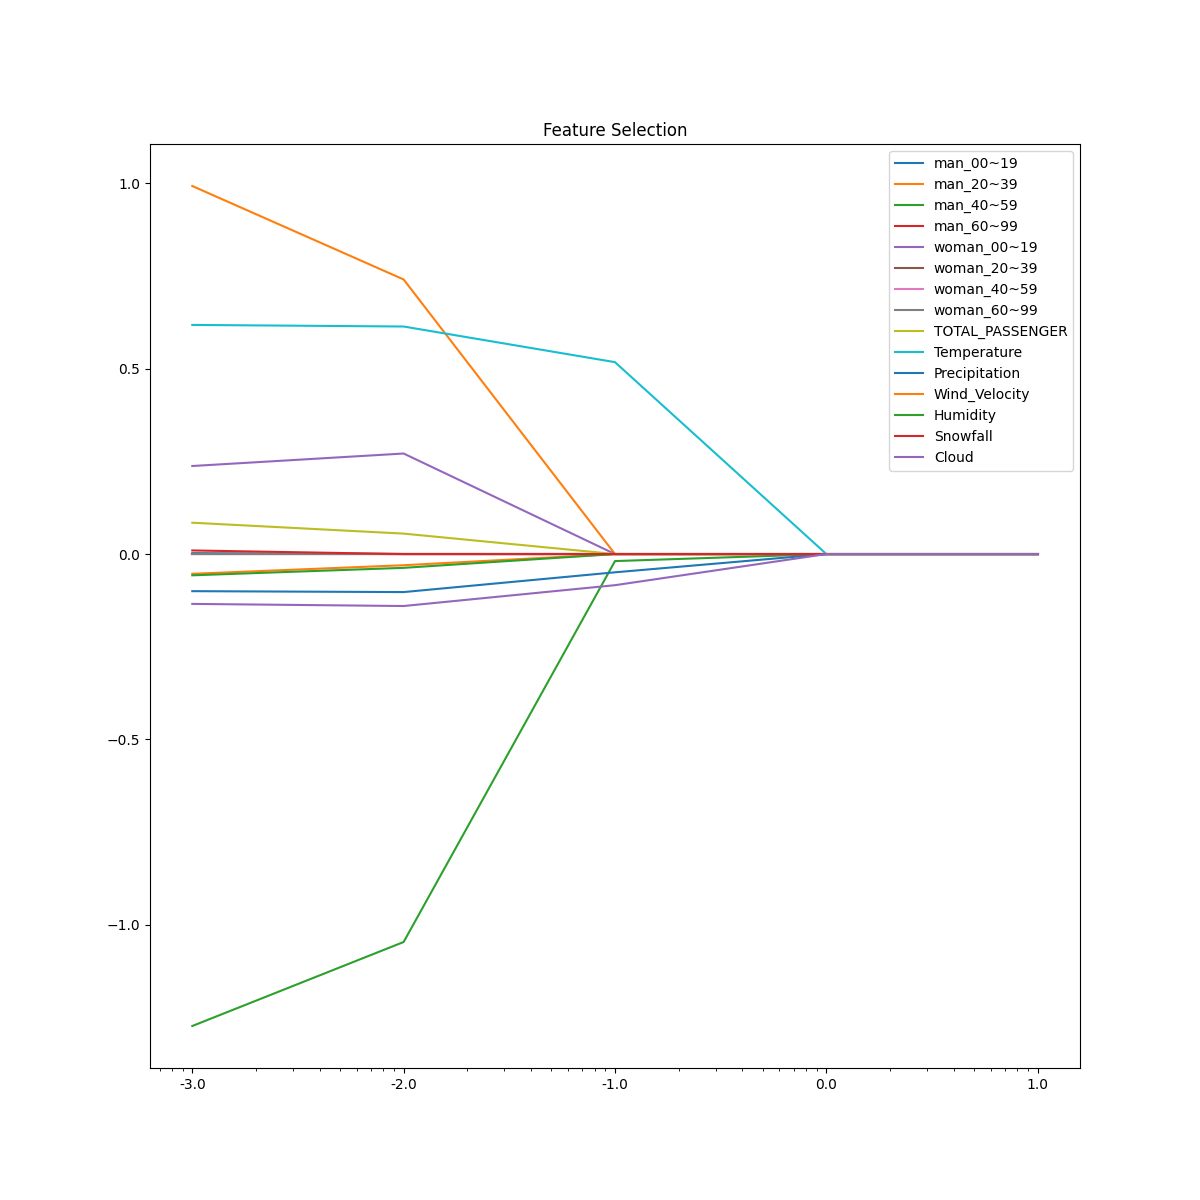 Feature Selection
1.0
0.5
0.0
−0.5
−1.0
-3.0
-2.0
-1.0
0.0
1.0
man_00~19
man_20~39
man_40~59
man_60~99
woman_00~19
woman_20~39
woman_40~59
woman_60~99
TOTAL_PASSENGER
Temperature
Precipitation
Wind_Velocity
Humidity
Snowfall
Cloud